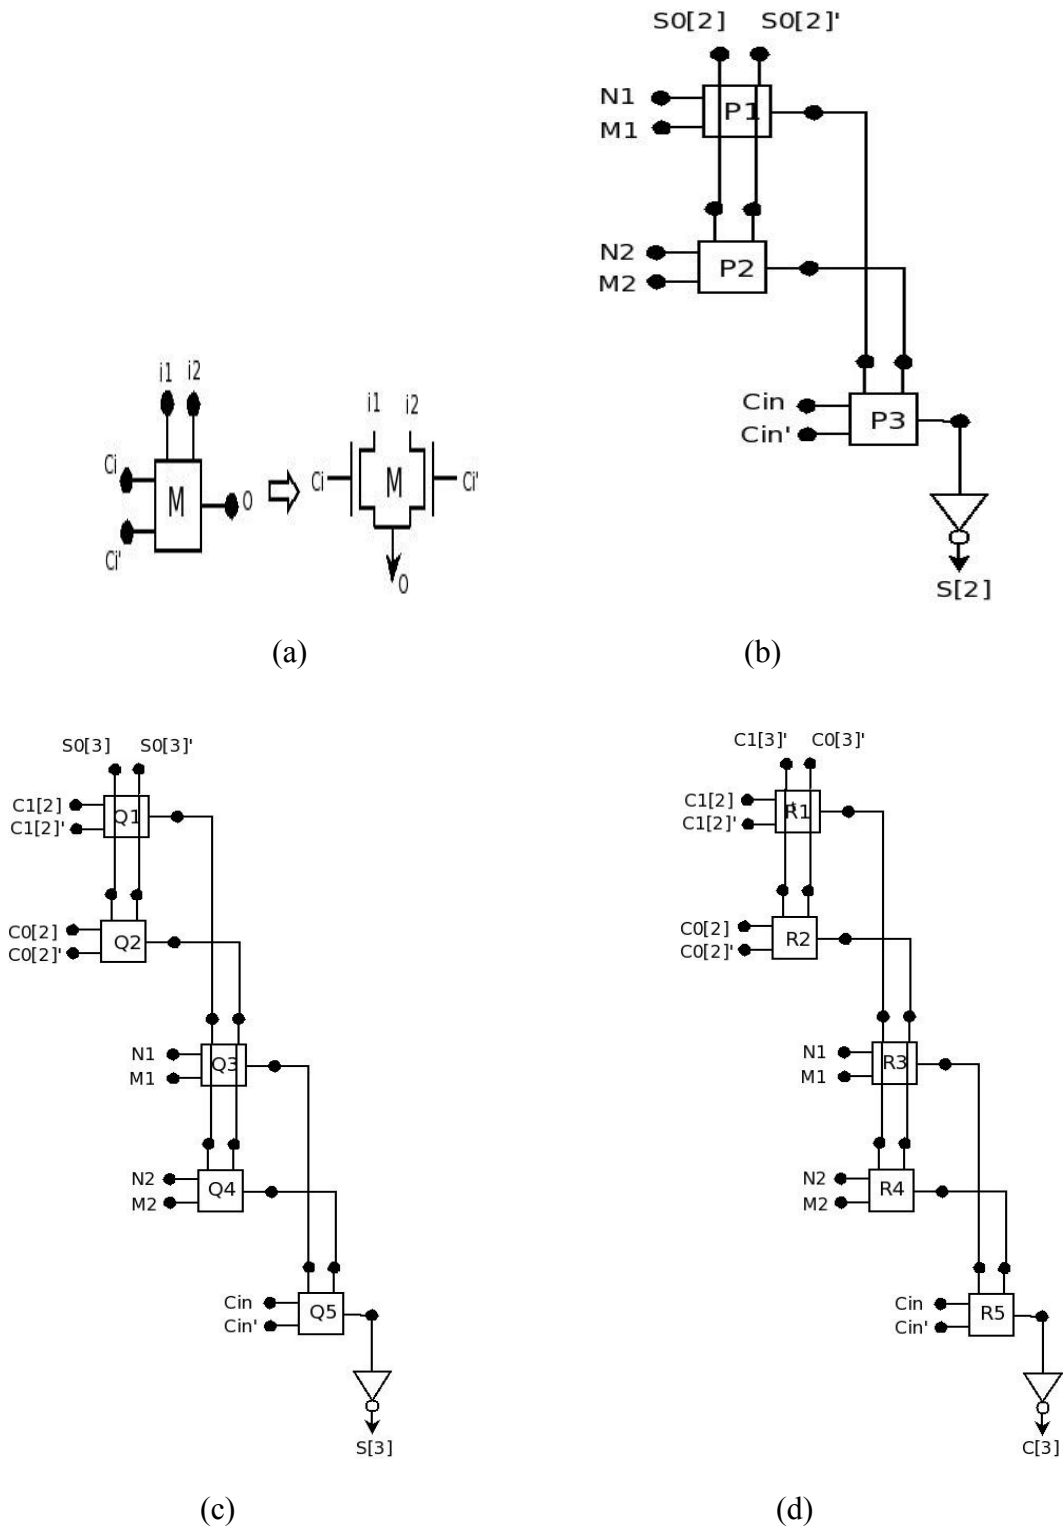 i1 i2
Ci
M
O
Ci'
i1 i2
Ci
M
Ci'
O
(a)
S0[2] S0[2]'
N1
P1
M1
N2
P2
M2
Cin
P3
Cin'
S[2]
(b)
S0[3] S0[3]'
C1[2]
Q1
C1[2]'
C0[2]
Q2
C0[2]'
N1
Q3
M1
N2
Q4
M2
Cin
Q5
Cin'
S[3]
(c)
C1[3]' C0[3]'
C1[2]
R1
C1[2]'
C0[2]
R2
C0[2]'
N1
R3
M1
N2
R4
M2
Cin
R5
Cin'
C[3]
(d)